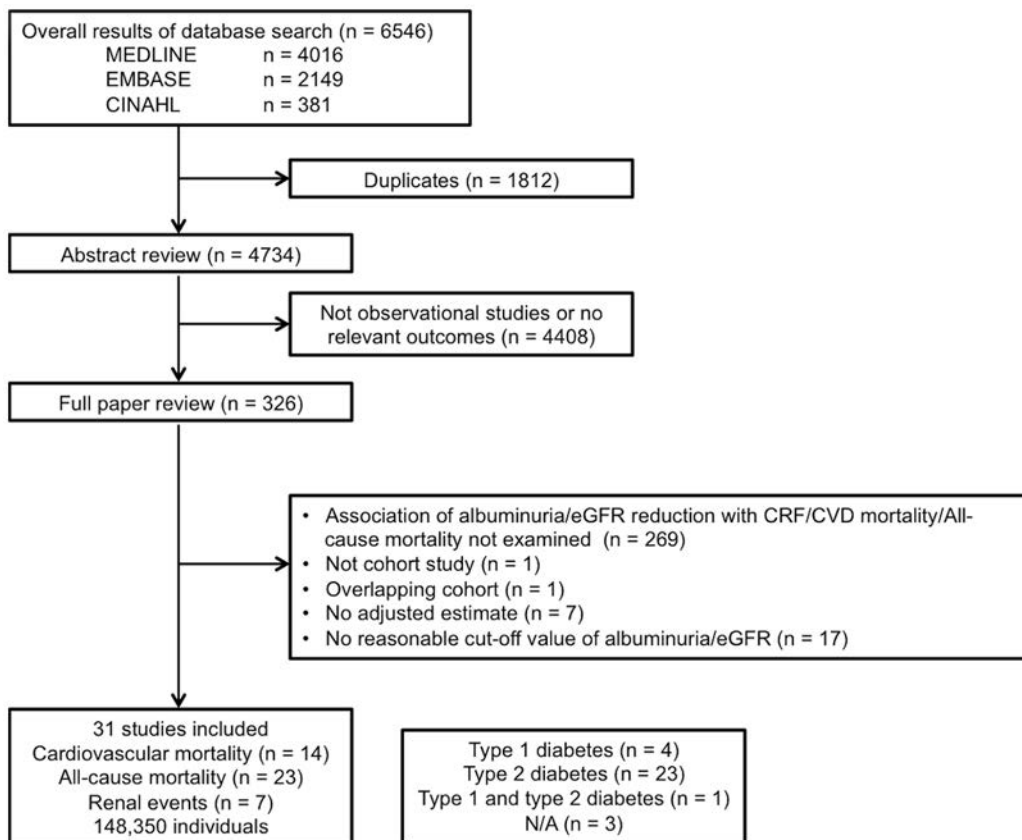 Overall results of database search (n = 6546)
MEDLINE n = 4016
EMBASE n = 2149
CINAHL n = 381
Duplicates (n = 1812)
Abstract review (n = 4734)
Not observational studies or no
relevant outcomes (n = 4408)
Full paper review (n = 326)
• Association of albuminuria/eGFR reduction with CRF/CVD mortality/All-
cause mortality not examined (n = 269)
• Not cohort study (n = 1)
• Overlapping cohort (n = 1)
• No adjusted estimate (n = 7)
• No reasonable cut-off value of albuminuria/eGFR (n = 17)
31 studies included
Cardiovascular mortality (n = 14)
All-cause mortality (n = 23)
Renal events (n = 7)
148,350 individuals
Type 1 diabetes (n = 4)
Type 2 diabetes (n = 23)
Type 1 and type 2 diabetes (n = 1)
N/A (n = 3)